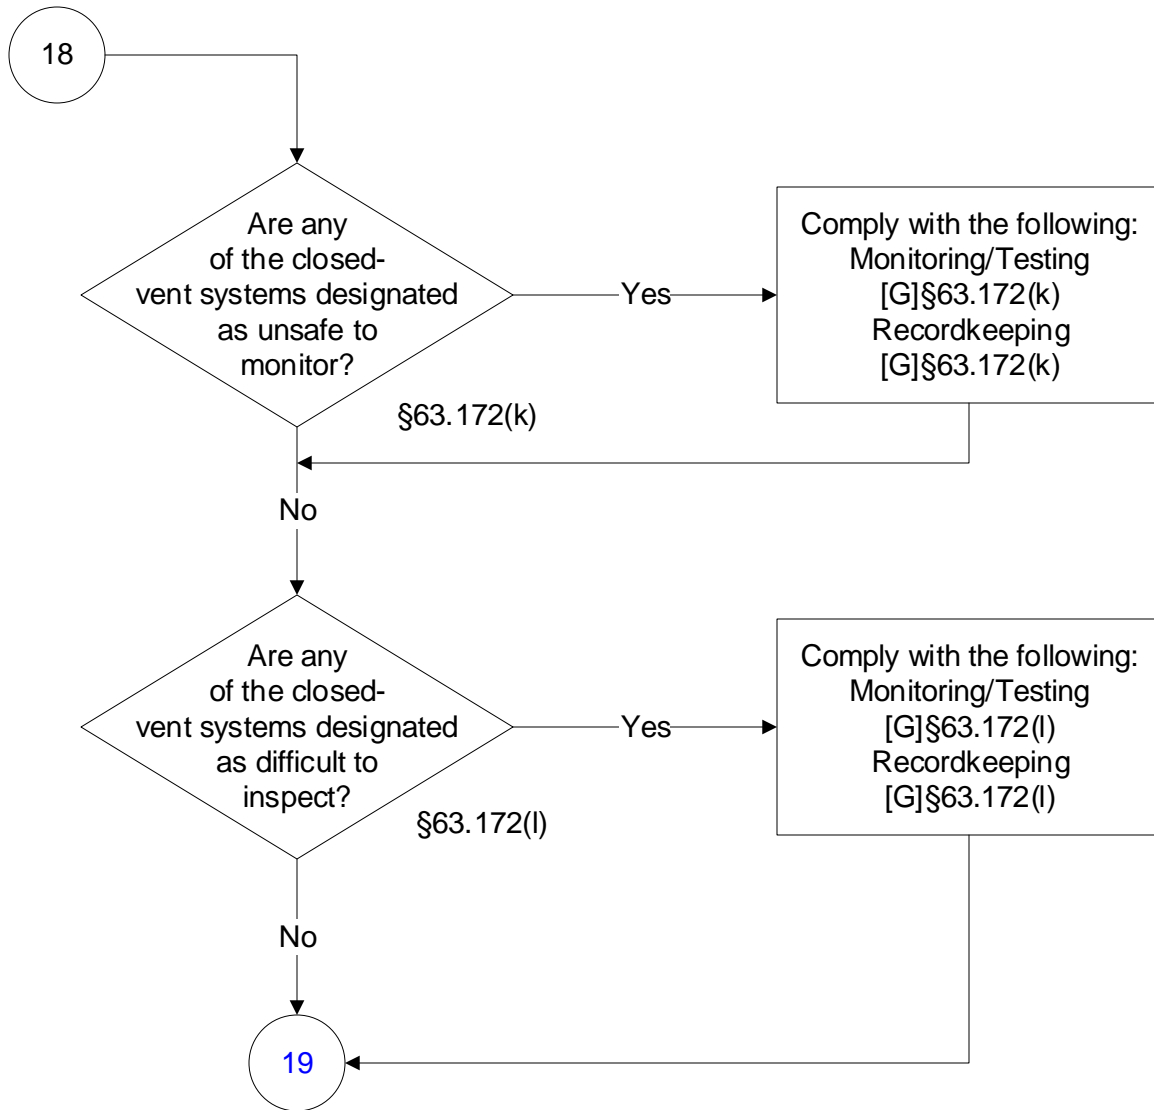 18
Are any
of the closed-
vent systems designated
as unsafe to
monitor?
§63.172(k)
Yes
Comply with the following:
Monitoring/Testing
[G]§63.172(k)
Recordkeeping
[G]§63.172(k)
No
Are any
of the closed-
vent systems designated
as difficult to
inspect?
§63.172(l)
Yes
Comply with the following:
Monitoring/Testing
[G]§63.172(l)
Recordkeeping
[G]§63.172(l)
No
19